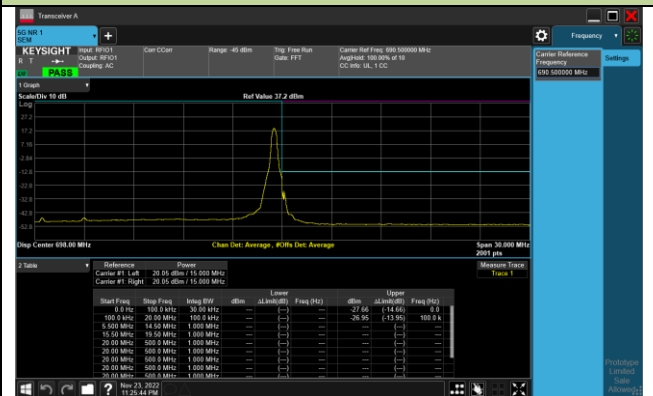 Transceiver A
5G NR 1
SEM
+
Frequency
KEYSIGHT
R T
PASS
Input: RFIO1
Output: RFIO1
Coupling: AC
Corr CCorr
Range: -45 dBm
Trig: Free Run
Gate: FFT
Carrier Ref Freq: 690.500000 MHz
Avg|Hold: 100.00% of 10
CC Info: UL, 1 CC
Carrier Reference
Frequency
690.500000 MHz
Settings
1 Graph
Scale/Div 10 dB
Ref Value 37.2 dBm
Log
27.2
17.2
7.16
-2.84
-12.8
-22.8
-32.8
-42.8
-52.8
Disp Center 698.00 MHz
Chan Det: Average , #Offs Det: Average
Span 30.000 MHz
2001 pts
2 Table
Measure Trace
Trace 1
Reference Power
Carrier #1: Left 20.05 dBm / 15.000 MHz
Carrier #1: Right 20.05 dBm / 15.000 MHz
Lower Upper
Start Freq Stop Freq Integ BW dBm ΔLimit(dB) Freq (Hz) dBm ΔLimit(dB) Freq (Hz)
0.0 Hz 100.0 kHz 30.00 kHz --- (---) --- -27.66 (-14.66) 0.0
100.0 kHz 20.00 MHz 100.0 kHz --- (---) --- -26.95 (-13.95) 100.0 k
5.500 MHz 14.50 MHz 1.000 MHz --- (---) --- --- (---) ---
15.50 MHz 19.50 MHz 1.000 MHz --- (---) --- --- (---) ---
20.00 MHz 500.0 MHz 1.000 MHz --- (---) --- --- (---) ---
20.00 MHz 500.0 MHz 1.000 MHz --- (---) --- --- (---) ---
20.00 MHz 500.0 MHz 1.000 MHz --- (---) --- --- (---) ---
20.00 MHz 500.0 MHz 1.000 MHz --- (---) --- --- (---) ---
Nov 23, 2022
11:25:44 PM
?
Prototype
Limited
Sale
Allowed